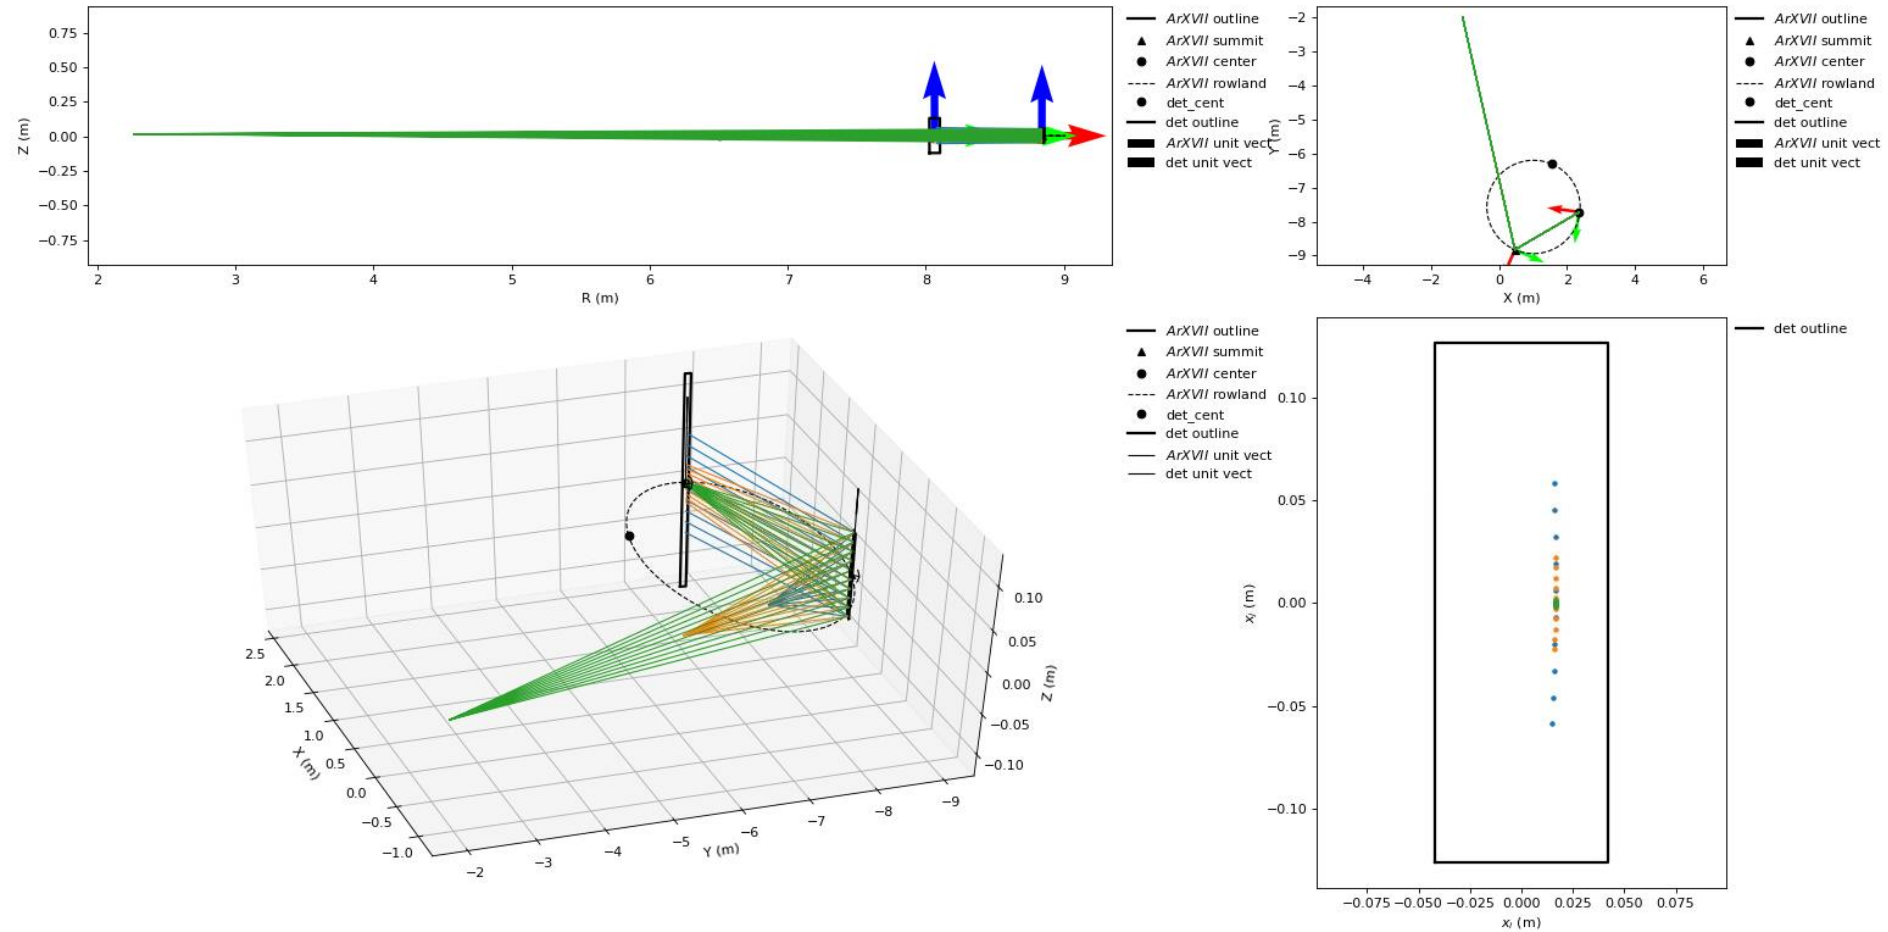 0.75
0.50
0.25
0.00
−0.25
−0.50
−0.75
Z (m)
2 3 4 5 6 7 8 9
R (m)
ArXVII outline
ArXVII summit
ArXVII center
ArXVII rowland
det_cent
det outline
ArXVII unit vect
det unit vect
−2
−3
−4
−5
−6
−7
−8
−9
Y (m)
−4 −2 0 2 4 6
X (m)
ArXVII outline
ArXVII summit
ArXVII center
ArXVII rowland
det_cent
det outline
ArXVII unit vect
det unit vect
2.5
2.0
1.5
1.0
0.5
0.0
−0.5
−1.0
X (m)
−2 −3 −4 −5 −6 −7 −8 −9
Y (m)
0.10
0.05
0.00
−0.05
−0.10
Z (m)
ArXVII outline
ArXVII summit
ArXVII center
ArXVII rowland
det_cent
det outline
ArXVII unit vect
det unit vect
0.10
0.05
0.00
−0.05
−0.10
xⱼ (m)
−0.075 −0.050 −0.025 0.000 0.025 0.050 0.075
xᵢ (m)
det outline